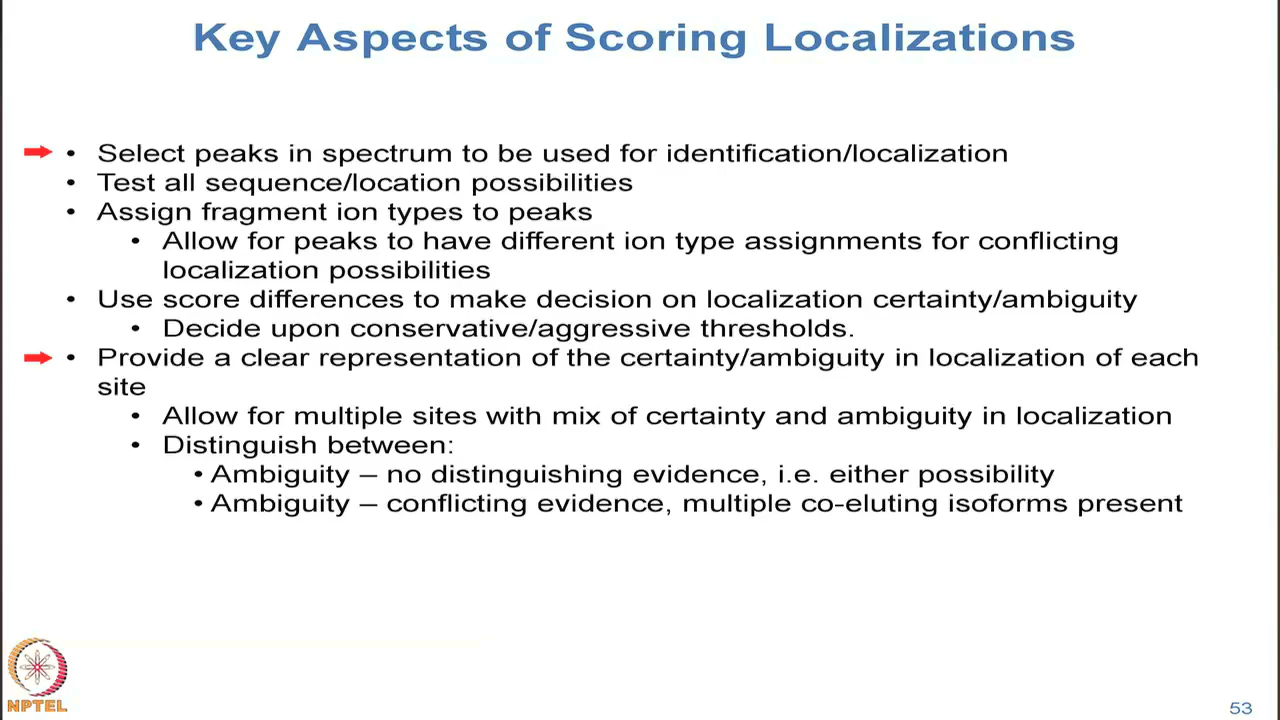 Key Aspects of Scoring Localizations
• Select peaks in spectrum to be used for identification/localization
• Test all sequence/location possibilities
• Assign fragment ion types to peaks
• Allow for peaks to have different ion type assignments for conflicting
localization possibilities
• Use score differences to make decision on localization certainty/ambiguity
• Decide upon conservative/aggressive thresholds.
• Provide a clear representation of the certainty/ambiguity in localization of each
site
• Allow for multiple sites with mix of certainty and ambiguity in localization
• Distinguish between:
• Ambiguity – no distinguishing evidence, i.e. either possibility
• Ambiguity – conflicting evidence, multiple co-eluting isoforms present
NPTEL
53